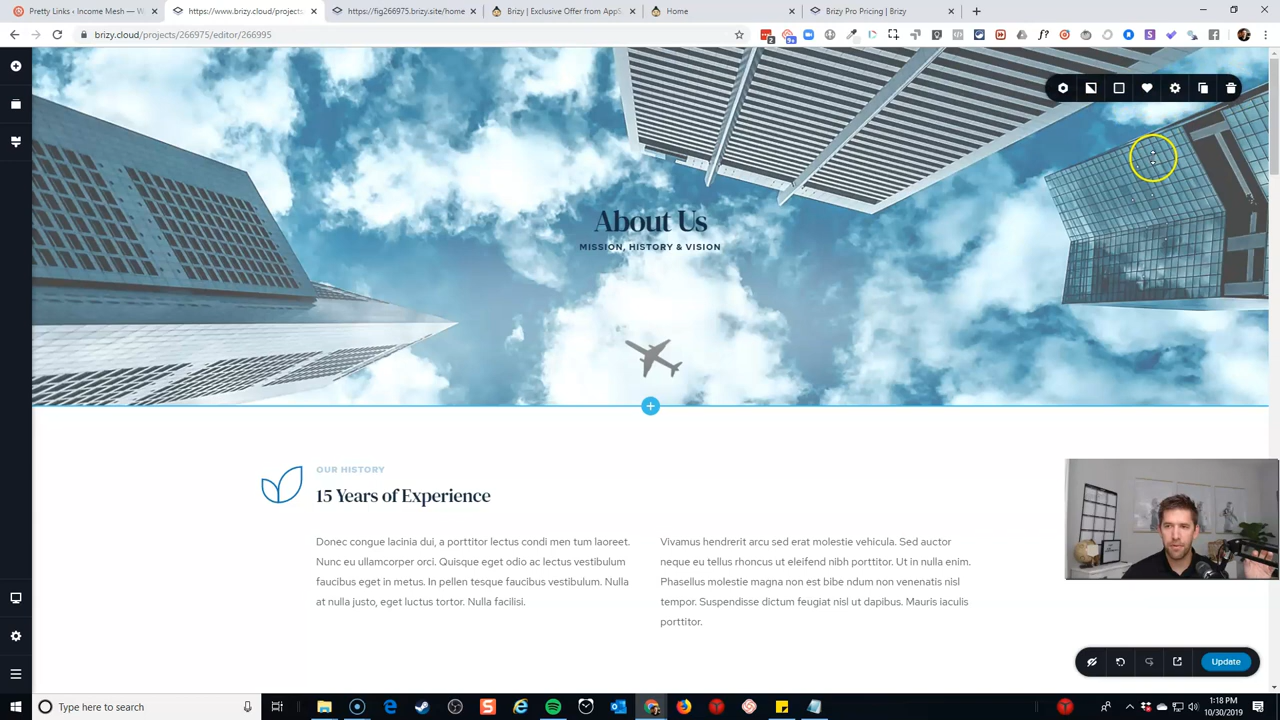 Pretty Links ‹ Income Mesh — W
https://www.brizy.cloud/projects
https://fig266975.brizy.site/home
Brizy | Exclusive Offer from AppS
Home
Brizy Pro Pricing | Brizy
brizy.cloud/projects/266975/editor/266995
About Us
MISSION, HISTORY & VISION
OUR HISTORY
15 Years of Experience
Donec congue lacinia dui, a porttitor lectus condi men tum laoreet.
Nunc eu ullamcorper orci. Quisque eget odio ac lectus vestibulum
faucibus eget in metus. In pellen tesque faucibus vestibulum. Nulla
at nulla justo, eget luctus tortor. Nulla facilisi.
Vivamus hendrerit arcu sed erat molestie vehicula. Sed auctor
neque eu tellus rhoncus ut eleifend nibh porttitor. Ut in nulla enim.
Phasellus molestie magna non est bibe ndum non venenatis nisl
tempor. Suspendisse dictum feugiat nisl ut dapibus. Mauris iaculis
porttitor.
Update
Type here to search
1:18 PM
10/30/2019